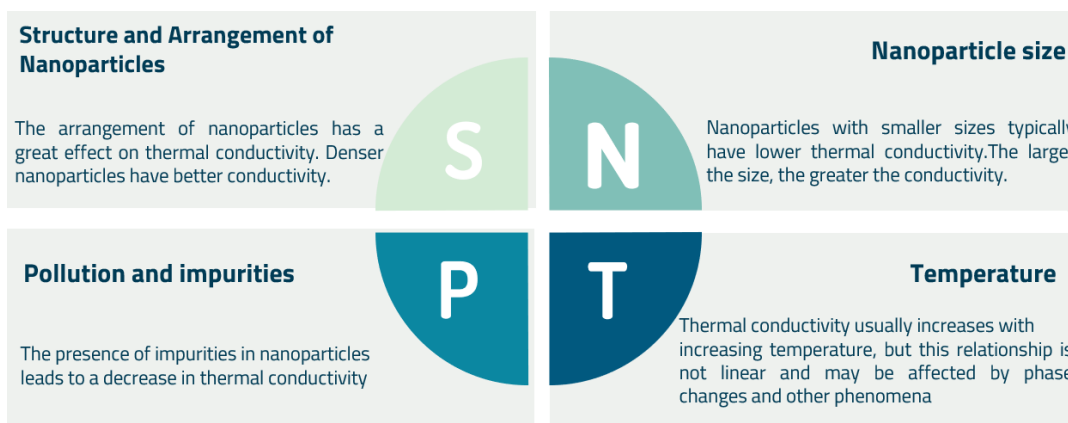 Structure and Arrangement of
Nanoparticles
The arrangement of nanoparticles has a
great effect on thermal conductivity. Denser
nanoparticles have better conductivity.
S
N
Nanoparticle size
Nanoparticles with smaller sizes typically
have lower thermal conductivity.The large
the size, the greater the conductivity.
Pollution and impurities
The presence of impurities in nanoparticles
leads to a decrease in thermal conductivity
P
T
Temperature
Thermal conductivity usually increases with
increasing temperature, but this relationship is
not linear and may be affected by phase
changes and other phenomena